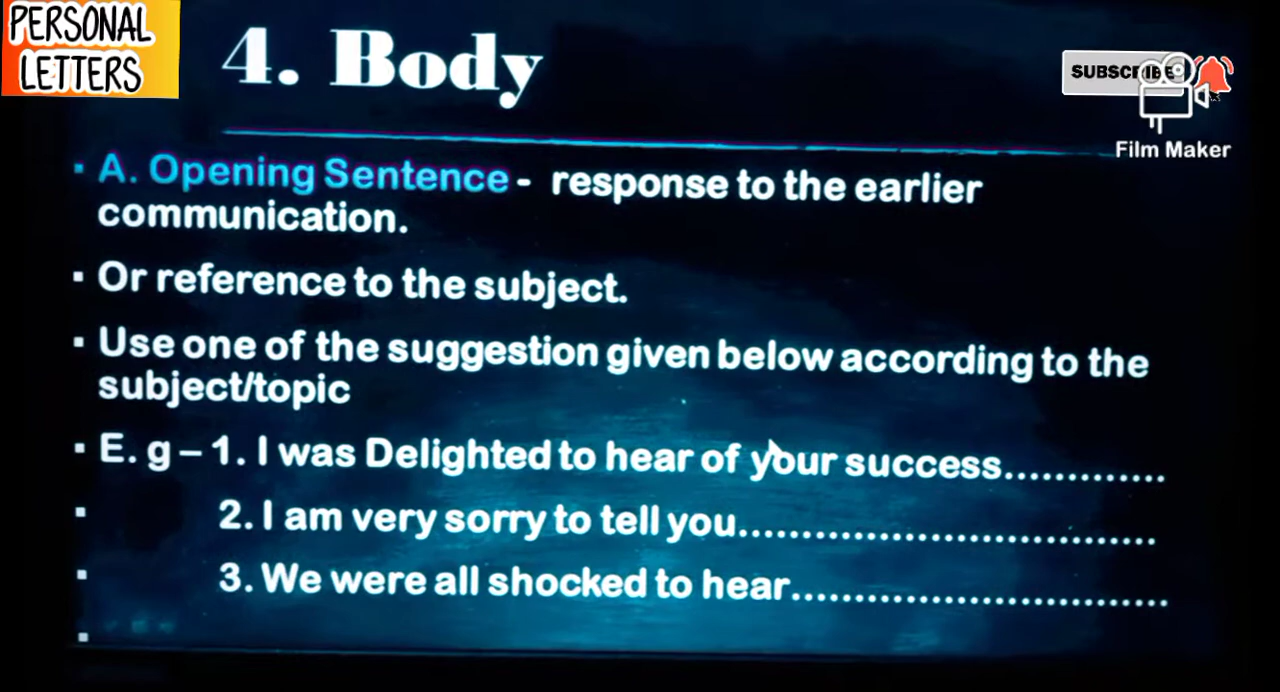 PERSONAL
LETTERS
4. Body
SUBSCRIBE
Film Maker
▪ A. Opening Sentence - response to the earlier
communication.
▪ Or reference to the subject.
▪ Use one of the suggestion given below according to the
subject/topic
▪ E. g – 1. I was Delighted to hear of your success.............
▪ 2. I am very sorry to tell you.................................
▪ 3. We were all shocked to hear..............................
▪